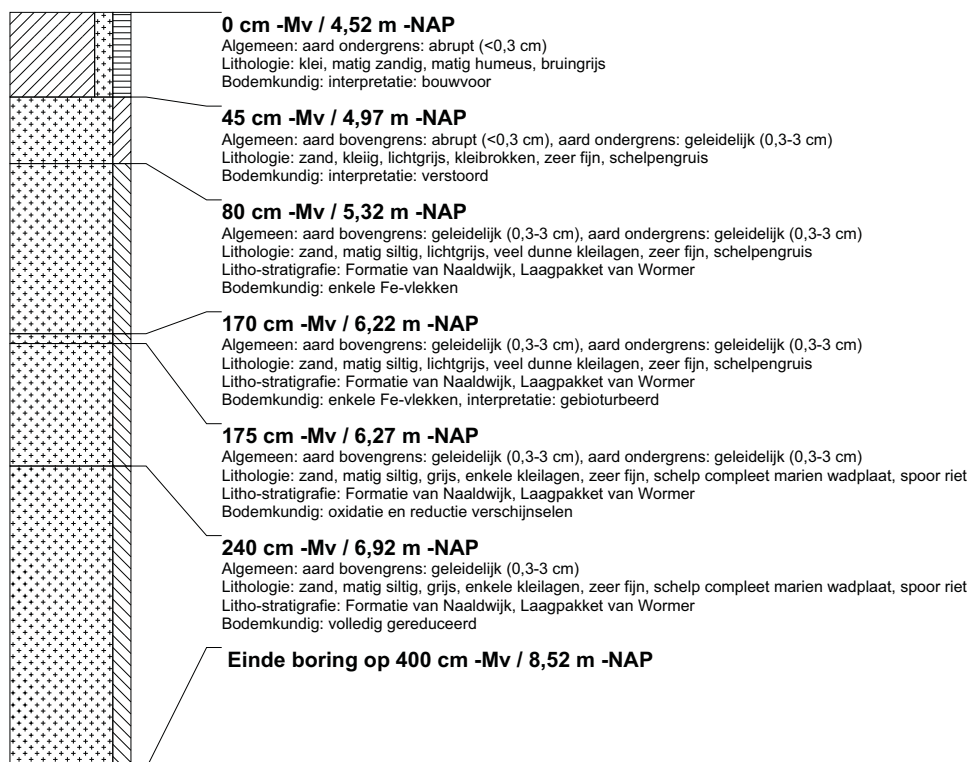 0 cm -Mv / 4,52 m -NAP
Algemeen: aard ondergrens: abrupt (<0,3 cm)
Lithologie: klei, matig zandig, matig humeus, bruingrijs
Bodemkundig: interpretatie: bouwvoor
45 cm -Mv / 4,97 m -NAP
Algemeen: aard bovengrens: abrupt (<0,3 cm), aard ondergrens: geleidelijk (0,3-3 cm)
Lithologie: zand, kleiig, lichtgrijs, kleibrokken, zeer fijn, schelpengruis
Bodemkundig: interpretatie: verstoord
80 cm -Mv / 5,32 m -NAP
Algemeen: aard bovengrens: geleidelijk (0,3-3 cm), aard ondergrens: geleidelijk (0,3-3 cm)
Lithologie: zand, matig siltig, lichtgrijs, veel dunne kleilagen, zeer fijn, schelpengruis
Litho-stratigrafie: Formatie van Naaldwijk, Laagpakket van Wormer
Bodemkundig: enkele Fe-vlekken
170 cm -Mv / 6,22 m -NAP
Algemeen: aard bovengrens: geleidelijk (0,3-3 cm), aard ondergrens: geleidelijk (0,3-3 cm)
Lithologie: zand, matig siltig, lichtgrijs, veel dunne kleilagen, zeer fijn, schelpengruis
Litho-stratigrafie: Formatie van Naaldwijk, Laagpakket van Wormer
Bodemkundig: enkele Fe-vlekken, interpretatie: gebioturbeerd
175 cm -Mv / 6,27 m -NAP
Algemeen: aard bovengrens: geleidelijk (0,3-3 cm), aard ondergrens: geleidelijk (0,3-3 cm)
Lithologie: zand, matig siltig, grijs, enkele kleilagen, zeer fijn, schelp compleet marien wadplaat, spoor riet
Litho-stratigrafie: Formatie van Naaldwijk, Laagpakket van Wormer
Bodemkundig: oxidatie en reductie verschijnselen
240 cm -Mv / 6,92 m -NAP
Algemeen: aard bovengrens: geleidelijk (0,3-3 cm)
Lithologie: zand, matig siltig, grijs, enkele kleilagen, zeer fijn, schelp compleet marien wadplaat, spoor riet
Litho-stratigrafie: Formatie van Naaldwijk, Laagpakket van Wormer
Bodemkundig: volledig gereduceerd
Einde boring op 400 cm -Mv / 8,52 m -NAP